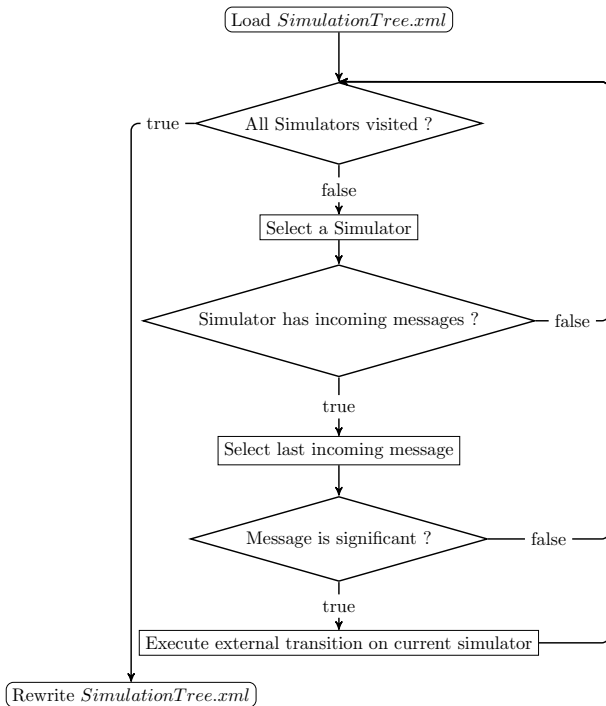 Load SimulationTree.xml
All Simulators visited ?
true
false
Select a Simulator
Simulator has incoming messages ?
false
true
Select last incoming message
Message is significant ?
false
true
Execute external transition on current simulator
Rewrite SimulationTree.xml